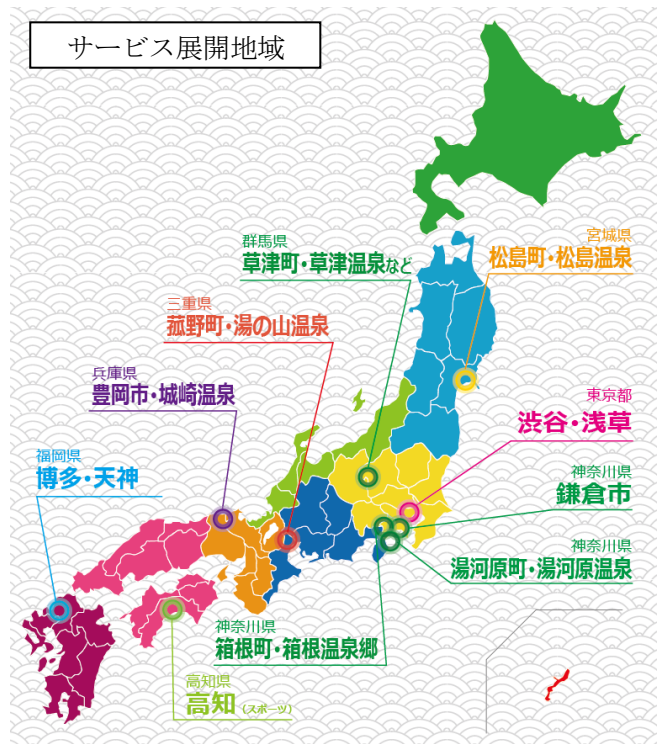 サービス展開地域
群馬県
草津町・草津温泉など
宮城県
松島町・松島温泉
三重県
菰野町・湯の山温泉
兵庫県
豊岡市・城崎温泉
東京都
渋谷・浅草
福岡県
博多・天神
神奈川県
鎌倉市
神奈川県
湯河原町・湯河原温泉
神奈川県
箱根町・箱根温泉郷
高知県
高知（スポーツ）